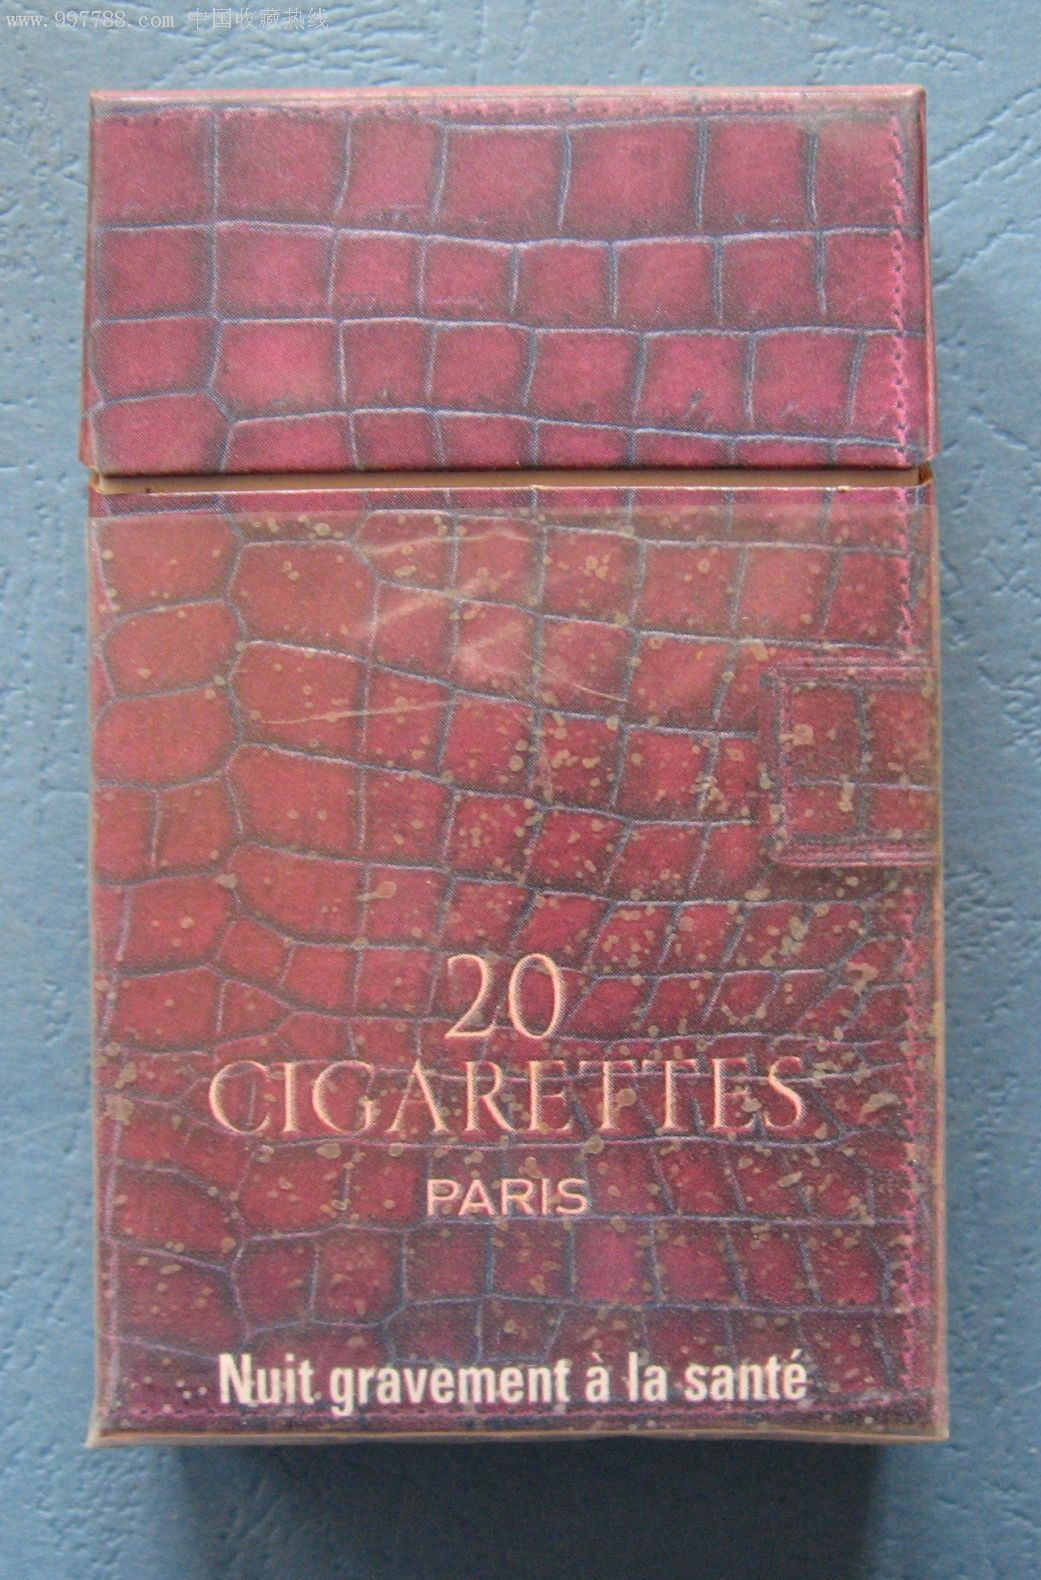 www.997788.com 中国收藏热线
20
CIGARETTES
PARIS
Nuit gravement à la santé